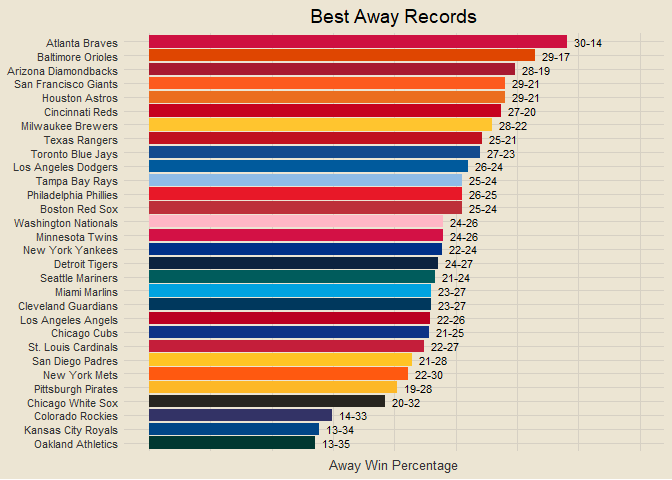 Best Away Records
Atlanta Braves 30-14
Baltimore Orioles 29-17
Arizona Diamondbacks 28-19
San Francisco Giants 29-21
Houston Astros 29-21
Cincinnati Reds 27-20
Milwaukee Brewers 28-22
Texas Rangers 25-21
Toronto Blue Jays 27-23
Los Angeles Dodgers 26-24
Tampa Bay Rays 25-24
Philadelphia Phillies 26-25
Boston Red Sox 25-24
Washington Nationals 24-26
Minnesota Twins 24-26
New York Yankees 22-24
Detroit Tigers 24-27
Seattle Mariners 21-24
Miami Marlins 23-27
Cleveland Guardians 23-27
Los Angeles Angels 22-26
Chicago Cubs 21-25
St. Louis Cardinals 22-27
San Diego Padres 21-28
New York Mets 22-30
Pittsburgh Pirates 19-28
Chicago White Sox 20-32
Colorado Rockies 14-33
Kansas City Royals 13-34
Oakland Athletics 13-35
Away Win Percentage